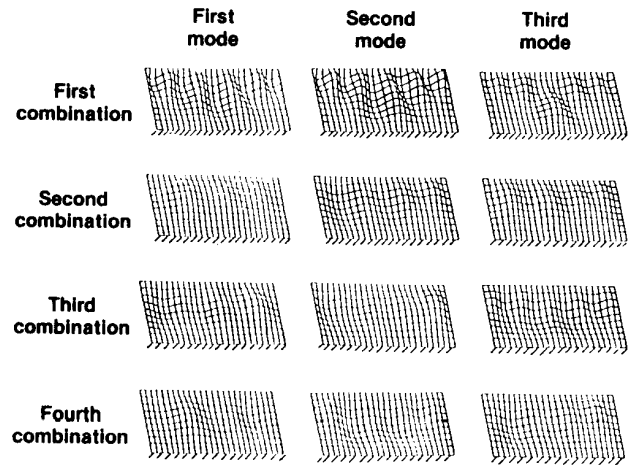 First mode
Second mode
Third mode
First combination
Second combination
Third combination
Fourth combination